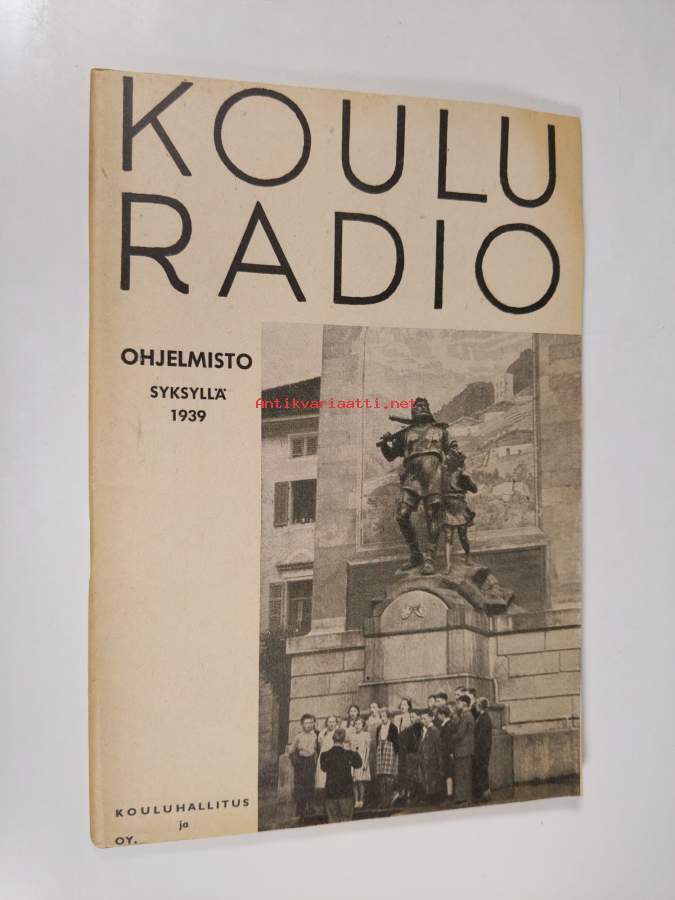 KOULU
RADIO
OHJELMISTO
SYKSYLLÄ
1939
Antikvariaatti.net
KOULUHALLITUS
ja
OY.